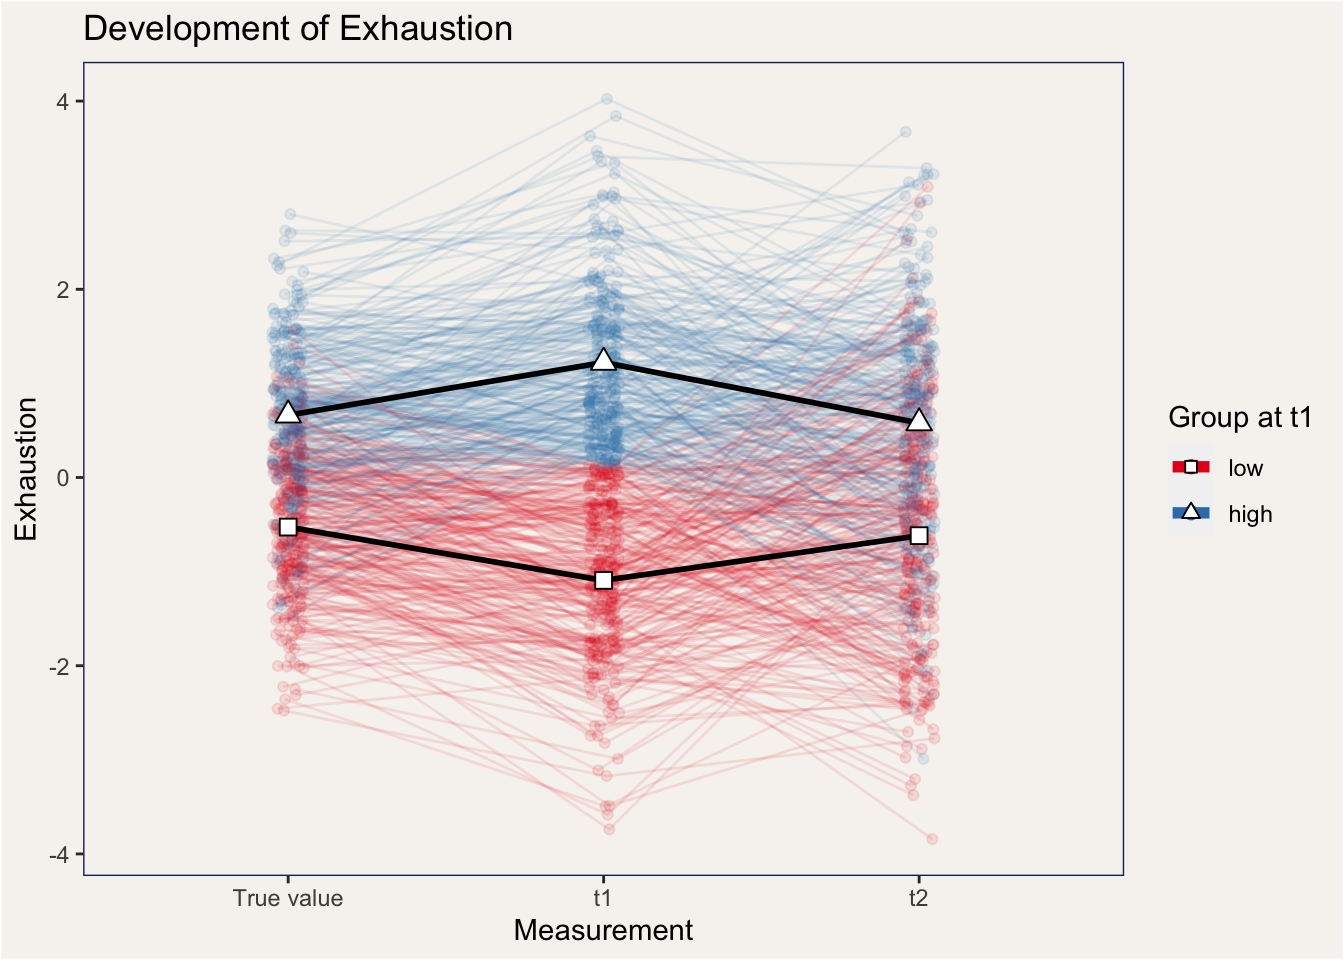 Development of Exhaustion
4
2
0
-2
-4
Exhaustion
True value
t1
t2
Measurement
Group at t1
low
high